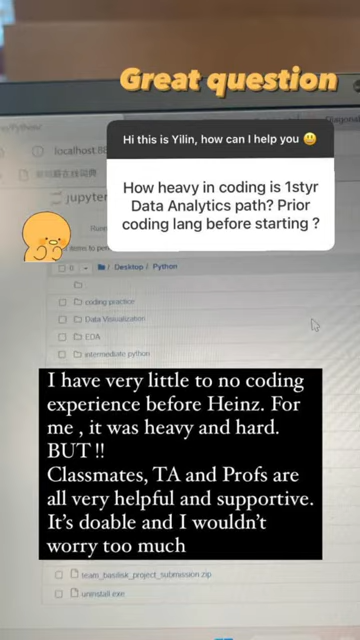 Great question
localhost:88
Hi this is Yilin, how can I help you 😃
jupyter
How heavy in coding is 1styr
Data Analytics path? Prior
coding lang before starting ?
0
/ Desktop / Python
coding practice
Data Visualization
EDA
intermediate python
I have very little to no coding
experience before Heinz. For
me , it was heavy and hard.
BUT !!
Classmates, TA and Profs are
all very helpful and supportive.
It's doable and I wouldn't
worry too much
team_basilisk_project_submission.zip
uninstall.exe